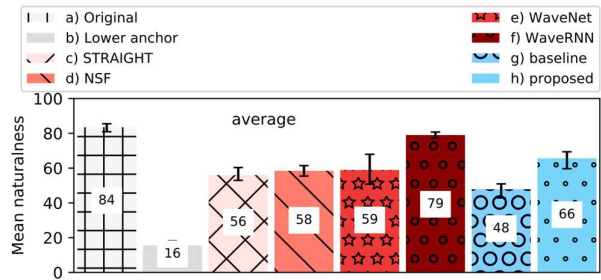 a) Original
b) Lower anchor
c) STRAIGHT
d) NSF
e) WaveNet
f) WaveRNN
g) baseline
h) proposed
Mean naturalness
100
80
60
40
20
0
average
84
16
56
58
59
79
48
66